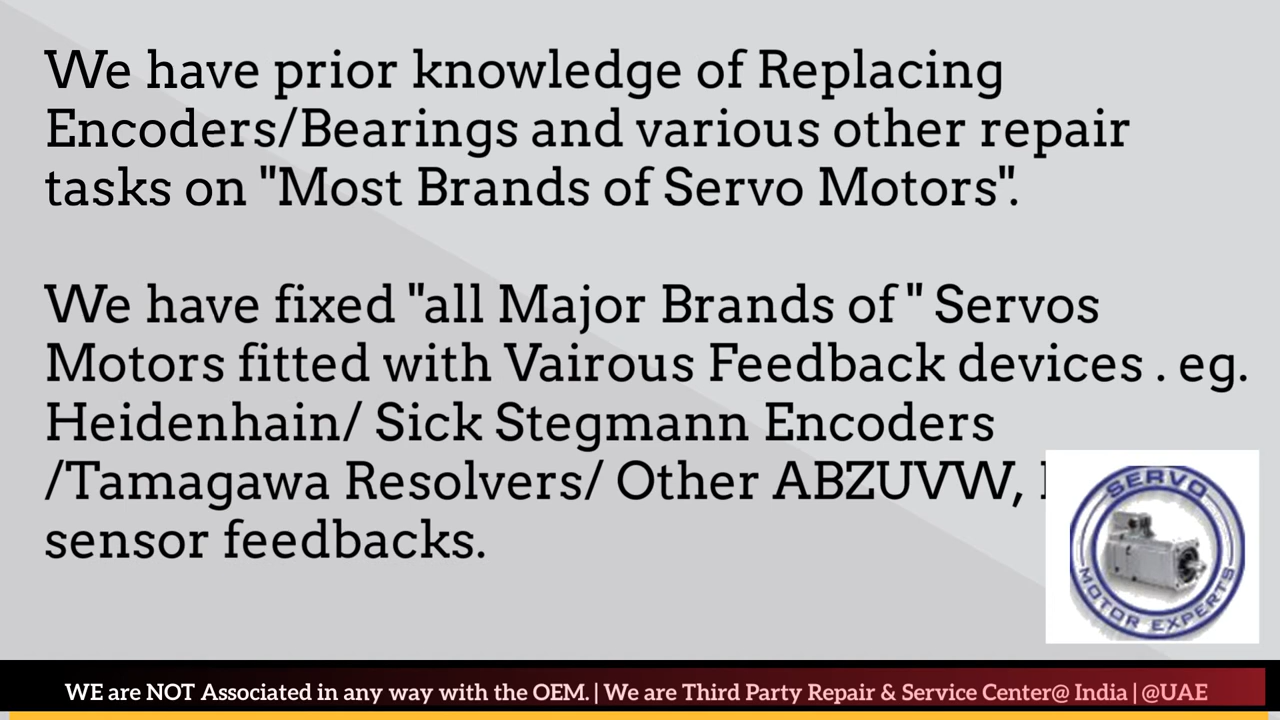 We have prior knowledge of Replacing
Encoders/Bearings and various other repair
tasks on "Most Brands of Servo Motors".
We have fixed "all Major Brands of " Servos
Motors fitted with Vairous Feedback devices . eg.
Heidenhain/ Sick Stegmann Encoders
/Tamagawa Resolvers/ Other ABZUVW,
sensor feedbacks.
SERVO
MOTOR EXPERTS
WE are NOT Associated in any way with the OEM. | We are Third Party Repair & Service Center@ India | @UAE